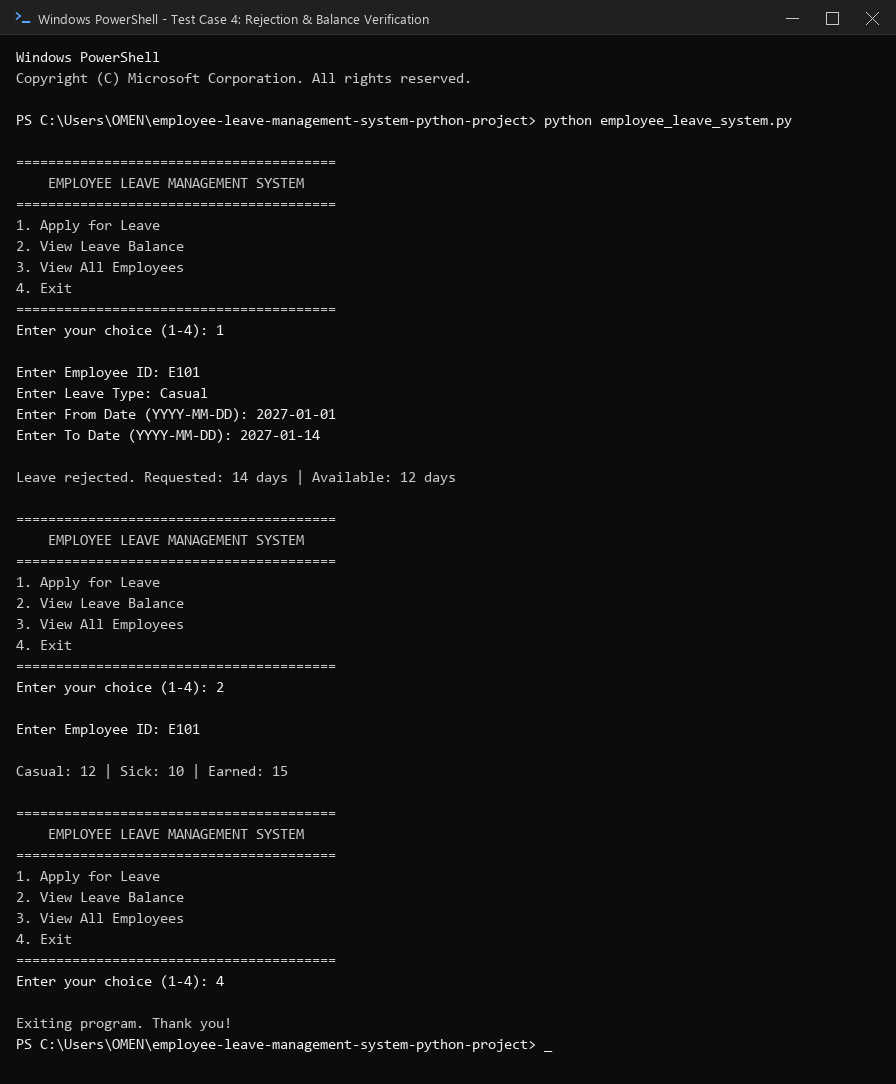 Windows PowerShell - Test Case 4: Rejection & Balance Verification
Windows PowerShell
Copyright (C) Microsoft Corporation. All rights reserved.
PS C:\Users\OMEN\employee-leave-management-system-python-project> python employee_leave_system.py
========================================
EMPLOYEE LEAVE MANAGEMENT SYSTEM
========================================
1. Apply for Leave
2. View Leave Balance
3. View All Employees
4. Exit
========================================
Enter your choice (1-4): 1
Enter Employee ID: E101
Enter Leave Type: Casual
Enter From Date (YYYY-MM-DD): 2027-01-01
Enter To Date (YYYY-MM-DD): 2027-01-14
Leave rejected. Requested: 14 days | Available: 12 days
========================================
EMPLOYEE LEAVE MANAGEMENT SYSTEM
========================================
1. Apply for Leave
2. View Leave Balance
3. View All Employees
4. Exit
========================================
Enter your choice (1-4): 2
Enter Employee ID: E101
Casual: 12 | Sick: 10 | Earned: 15
========================================
EMPLOYEE LEAVE MANAGEMENT SYSTEM
========================================
1. Apply for Leave
2. View Leave Balance
3. View All Employees
4. Exit
========================================
Enter your choice (1-4): 4
Exiting program. Thank you!
PS C:\Users\OMEN\employee-leave-management-system-python-project> _